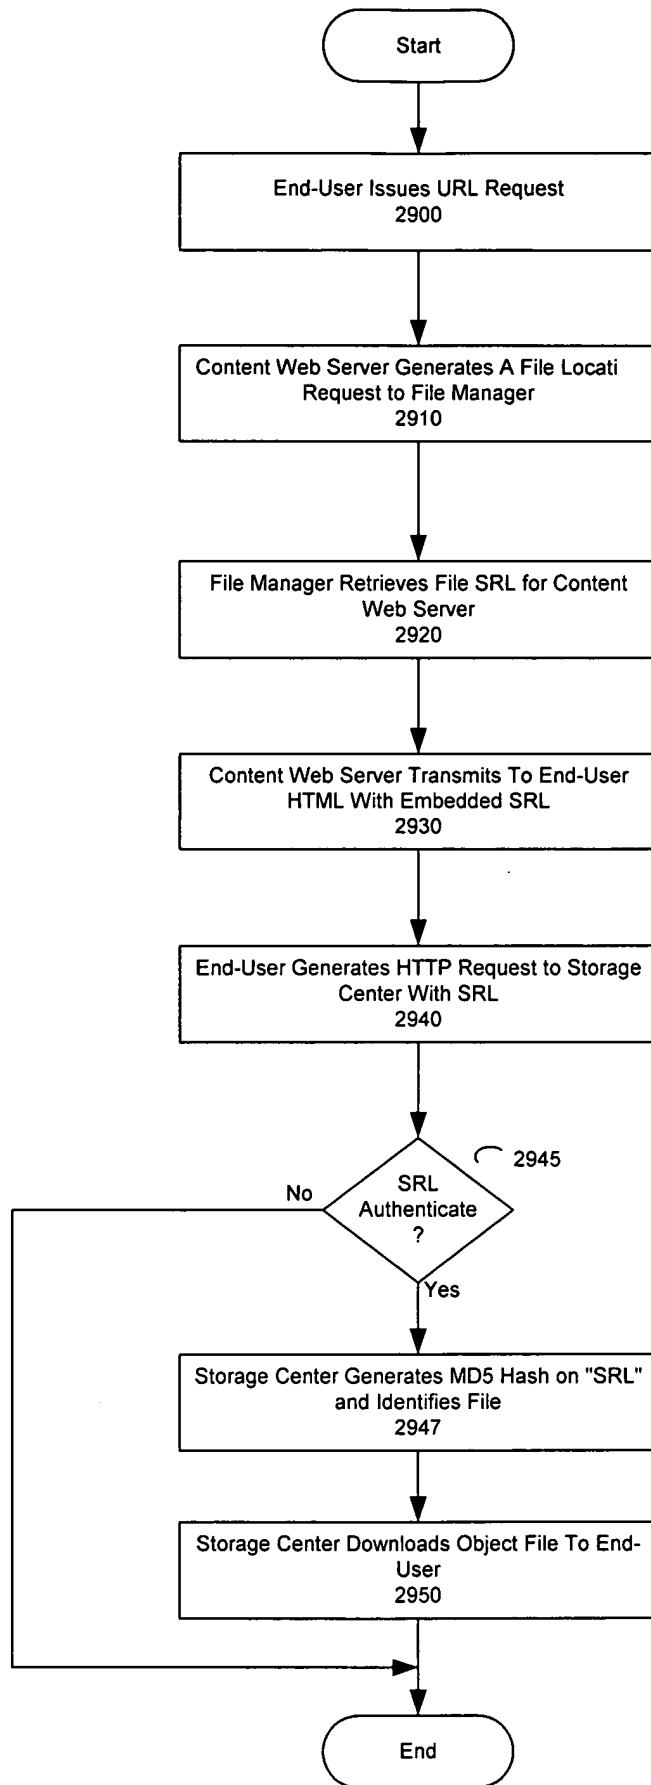 Start
End-User Issues URL Request
2900
Content Web Server Generates A File Locati
Request to File Manager
2910
File Manager Retrieves File SRL for Content
Web Server
2920
Content Web Server Transmits To End-User
HTML With Embedded SRL
2930
End-User Generates HTTP Request to Storage
Center With SRL
2940
2945
No
SRL
Authenticate
?
Yes
Storage Center Generates MD5 Hash on "SRL"
and Identifies File
2947
Storage Center Downloads Object File To End-
User
2950
End